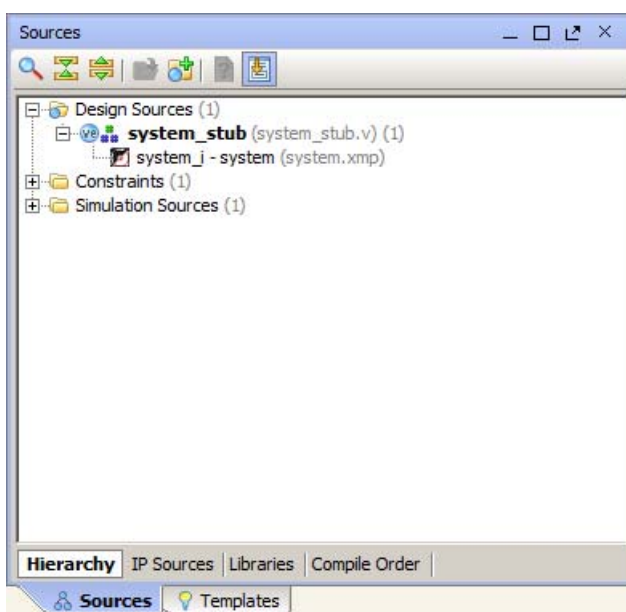 Sources
Design Sources (1)
system_stub (system_stub.v) (1)
system_i - system (system.xmp)
Constraints (1)
Simulation Sources (1)
Hierarchy IP Sources Libraries Compile Order
Sources Templates